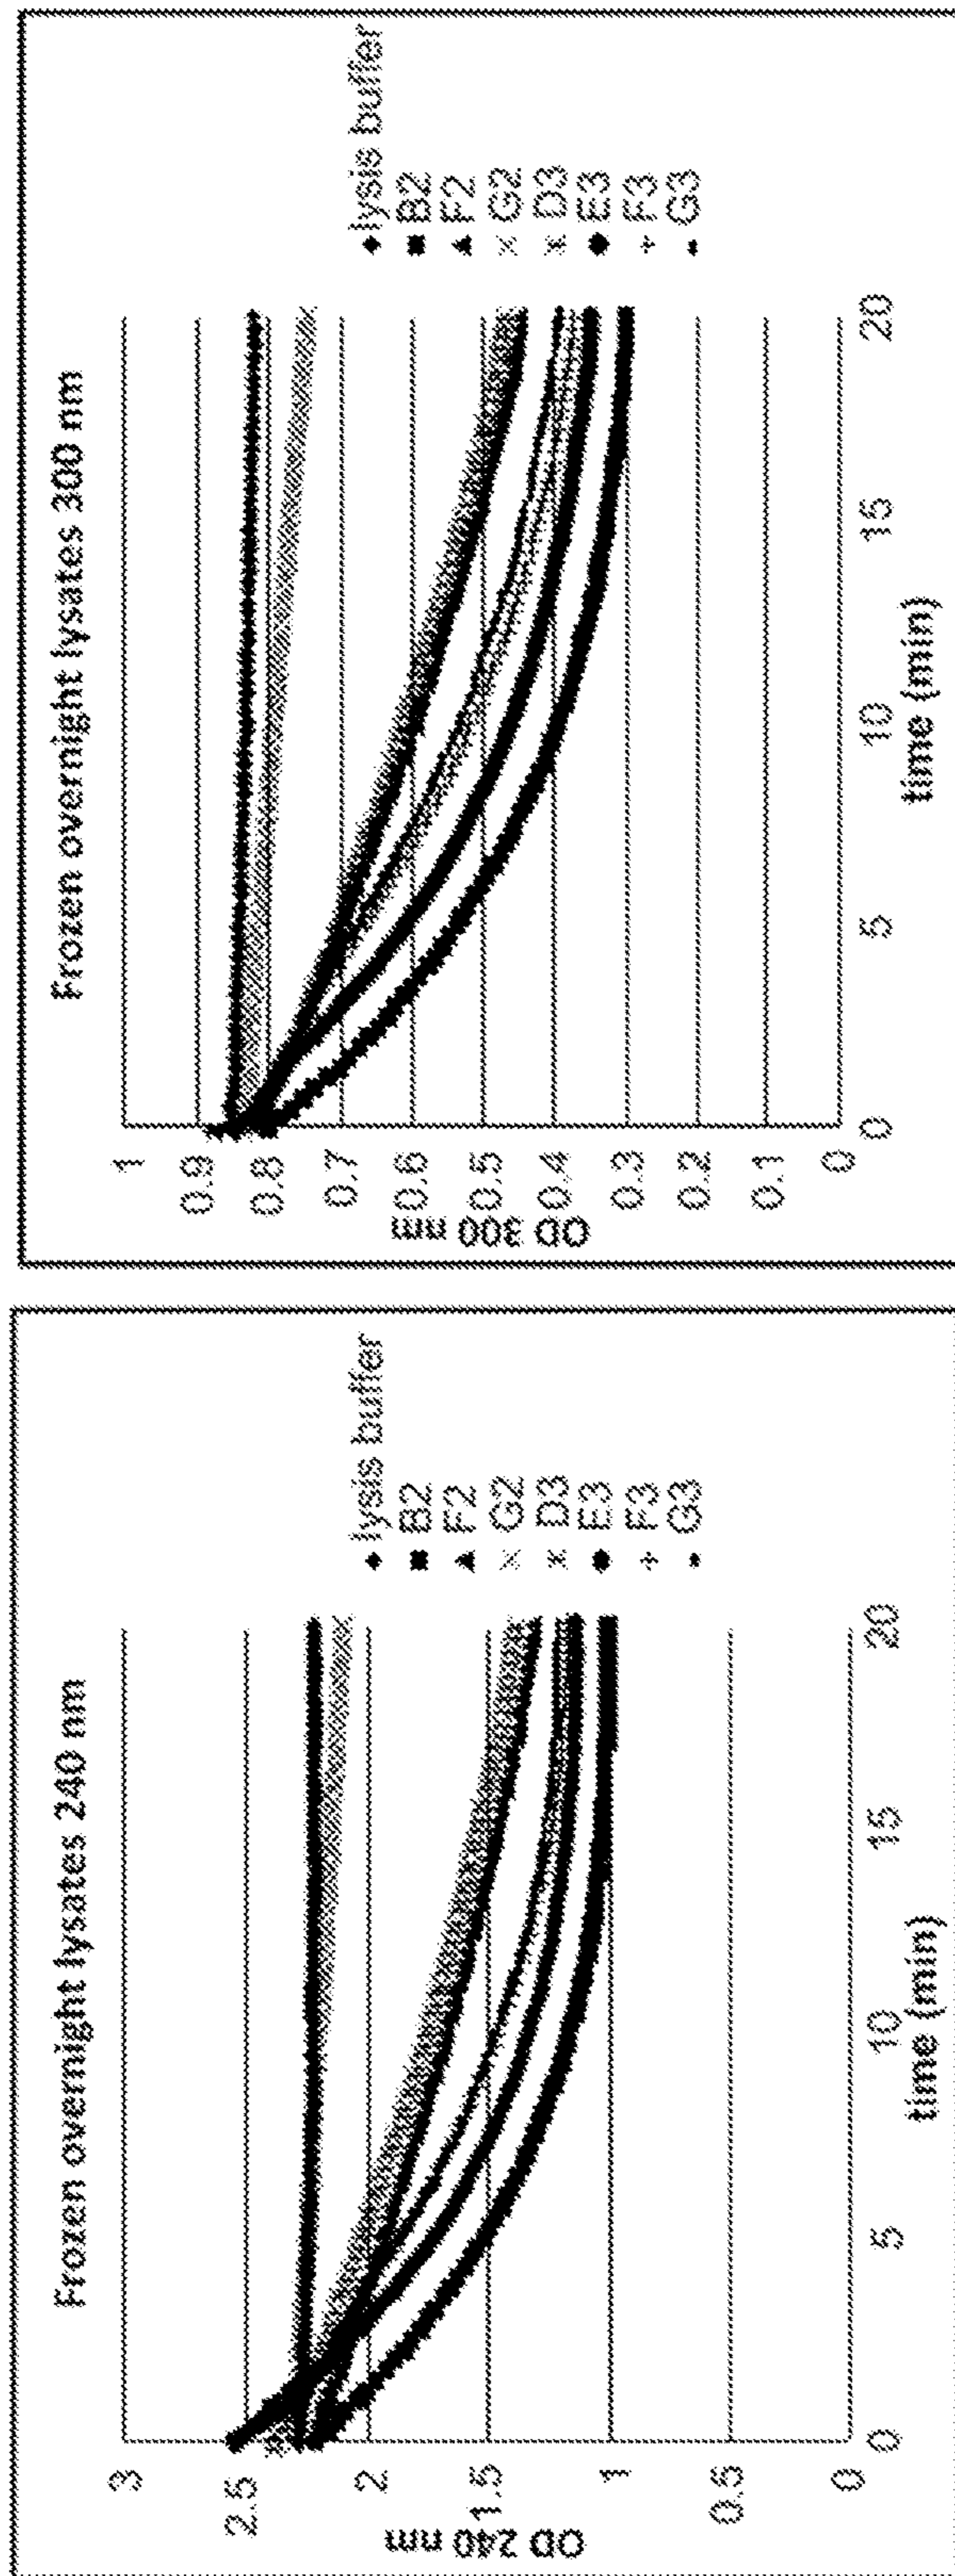 Frozen overnight lysates 240 nm
3
2.5
2
1.5
1
0.5
0
OD 240 nm
0
5
10
15
20
time (min)
lysis buffer
B2
F2
G2
D3
E3
F3
G3
Frozen overnight lysates 300 nm
1
0.9
0.8
0.7
0.6
0.5
0.4
0.3
0.2
0.1
0
OD 300 nm
0
5
10
15
20
time (min)
lysis buffer
B2
F2
G2
D3
E3
F3
G3